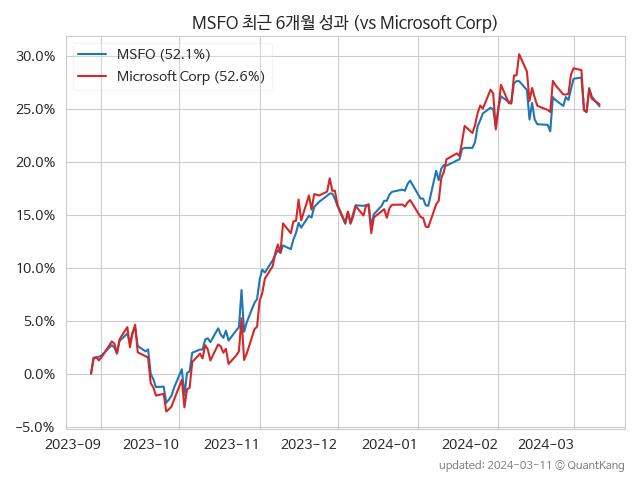 MSFO 최근 6개월 성과 (vs Microsoft Corp)
MSFO (52.1%)
Microsoft Corp (52.6%)
30.0%
25.0%
20.0%
15.0%
10.0%
5.0%
0.0%
−5.0%
2023−09 2023−10 2023−11 2023−12 2024−01 2024−02 2024−03
updated: 2024-03-11 © QuantKang